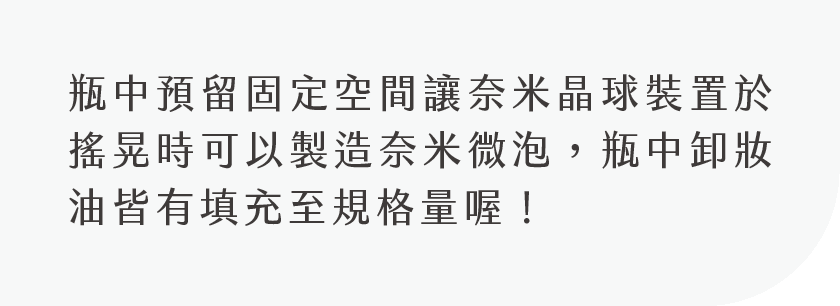 瓶中預留固定空間讓奈米晶球裝置於
搖晃時可以製造奈米微泡，瓶中卸妝
油皆有填充至規格量喔！